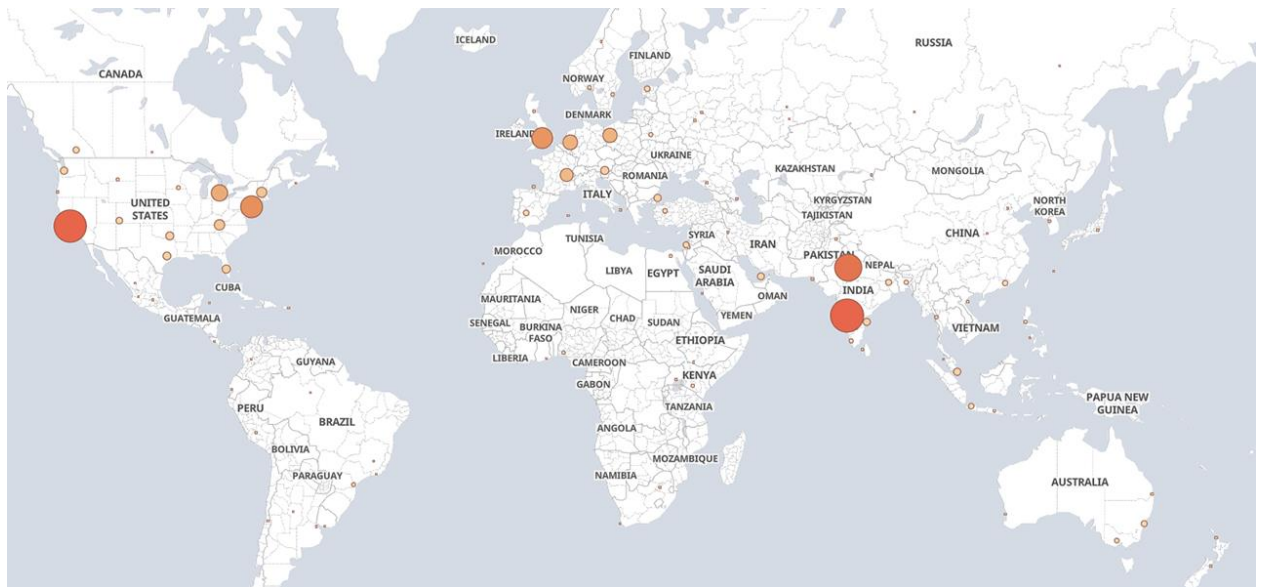 ICELAND
RUSSIA
FINLAND
CANADA
NORWAY
DENMARK
IRELAND
UKRAINE
KAZAKHSTAN
MONGOLIA
ROMANIA
ITALY
UNITED
STATES
KYRGYZSTAN
NORTH
KOREA
TAJIKISTAN
CHINA
SYRIA
TUNISIA
IRAN
MOROCCO
PAKISTAN
NEPAL
LIBYA
EGYPT
SAUDI
ARABIA
CUBA
INDIA
OMAN
MAURITANIA
NIGER
GUATEMALA
CHAD
YEMEN
SENEGAL
BURKINA
FASO
SUDAN
VIETNAM
ETHIOPIA
LIBERIA
CAMEROON
GUYANA
KENYA
GABON
PERU
TANZANIA
PAPUA NEW
GUINEA
BRAZIL
ANGOLA
BOLIVIA
MOZAMBIQUE
PARAGUAY
NAMIBIA
AUSTRALIA